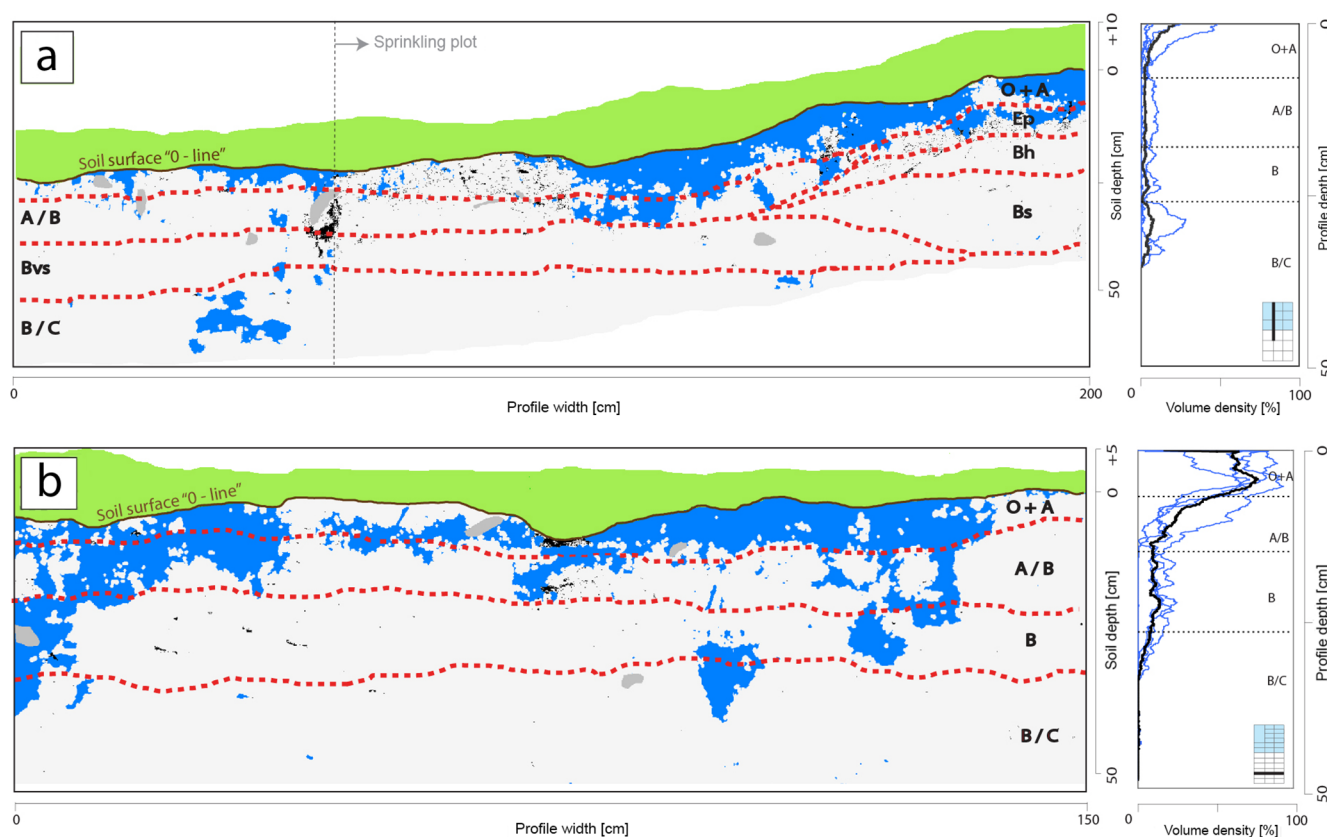 a
Sprinkling plot
Soil surface "0 - line"
A / B
Bvs
B / C
O + A
Ep
Bh
Bs
+10
0
50
Soil depth [cm]
0
200
Profile width [cm]
O+A
A/B
B
B/C
0
50
Profile depth [cm]
0
100
Volume density [%]
b
Soil surface "0 - line"
O + A
A / B
B
B / C
+5
0
50
Soil depth [cm]
0
150
Profile width [cm]
O+A
A/B
B
B/C
0
50
Profile depth [cm]
0
100
Volume density [%]